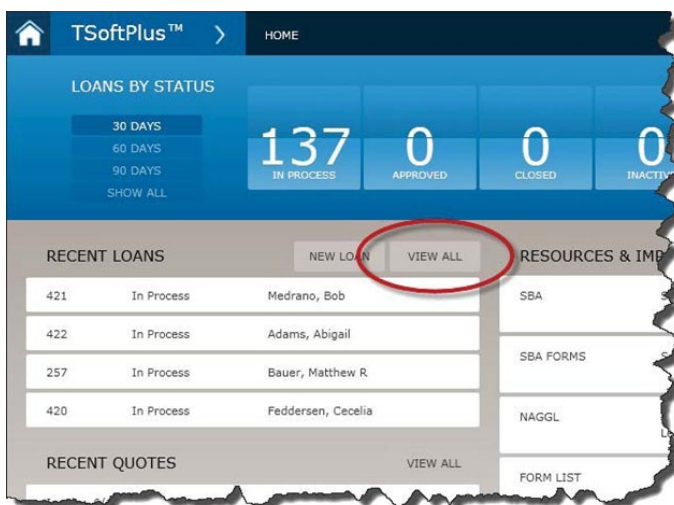 TSoftPlus™ > HOME
LOANS BY STATUS
30 DAYS
60 DAYS
90 DAYS
SHOW ALL
137 0 0 0
IN PROCESS APPROVED CLOSED
RECENT LOANS NEW LOAN VIEW ALL
RESOURCES &
421 In Process Medrano, Bob
422 In Process Adams, Abigail
257 In Process Bauer, Matthew R
420 In Process Feddersen, Cecelia
SBA
SBA FORMS
NAGGL
FORM LIST
RECENT QUOTES VIEW ALL